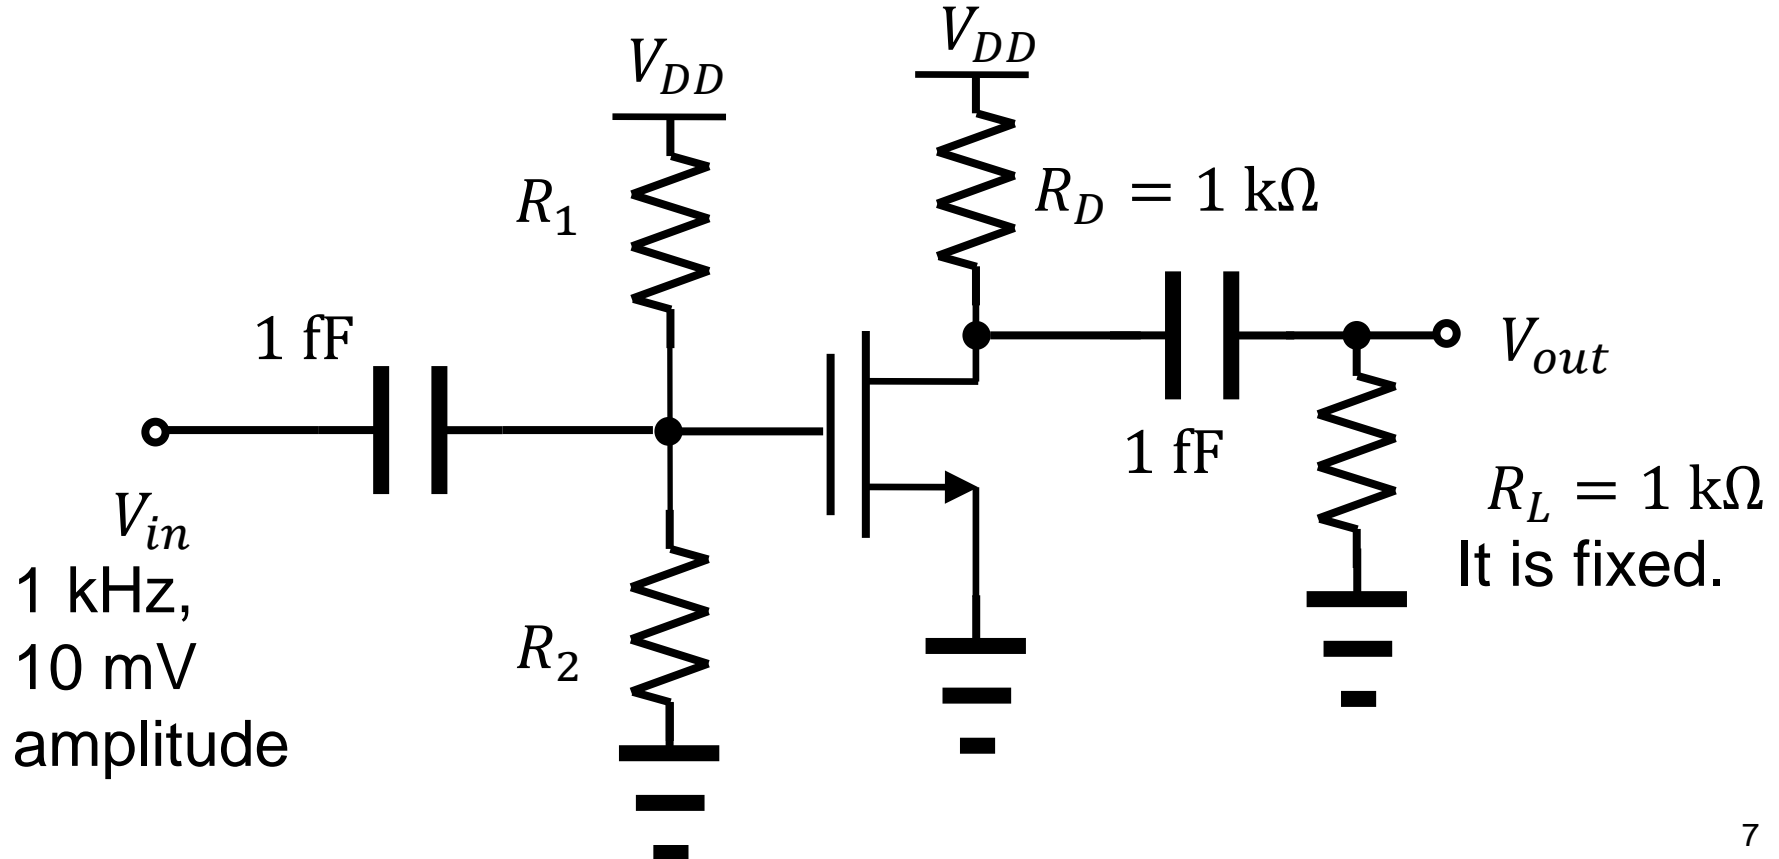 V_DD
V_DD
R_1
R_D = 1 kΩ
1 fF
V_out
1 fF
V_in
R_L = 1 kΩ
It is fixed.
1 kHz,
10 mV
amplitude
R_2
7